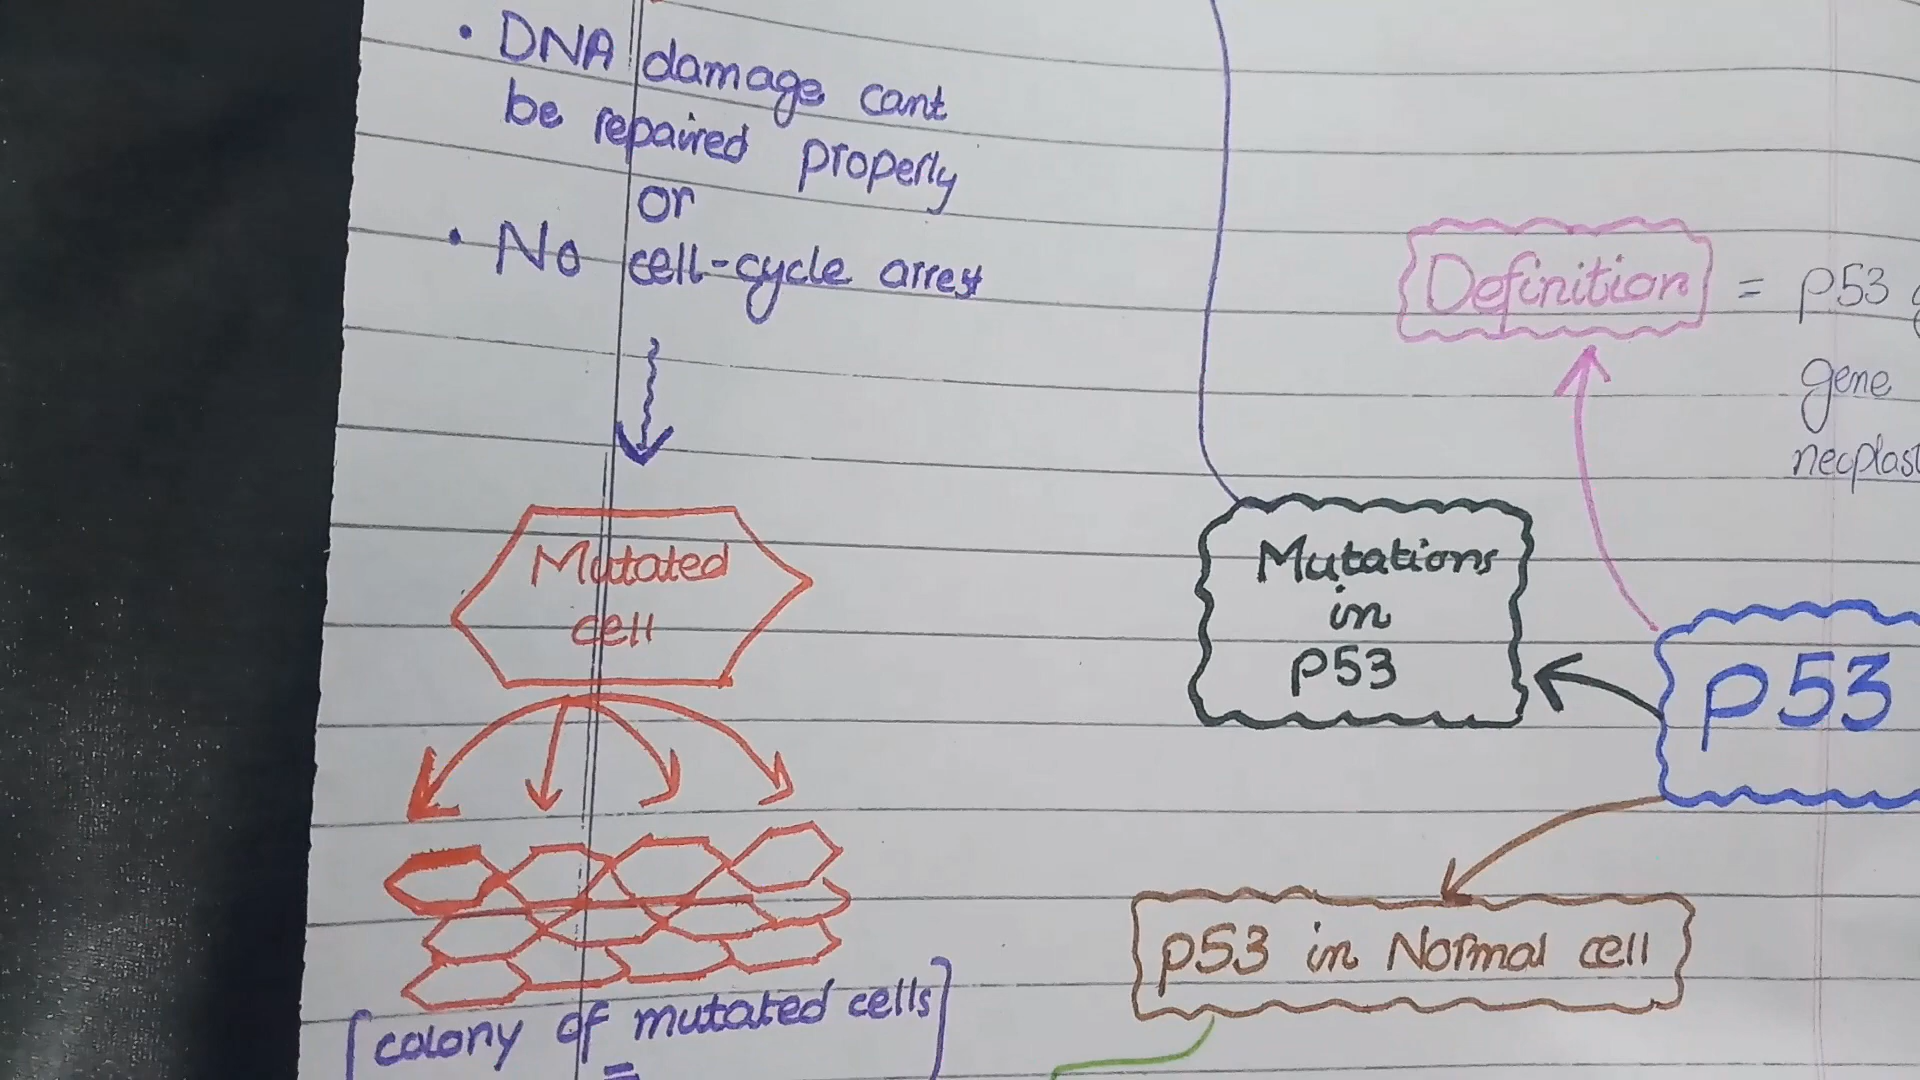 • DNA damage cant
be repaired properly
or
• No cell-cycle arrest
Mutated
cell
[colony of mutated cells]
=
Definition = p53
gene
Mutations
in
p53
p53
p53 in Normal cell